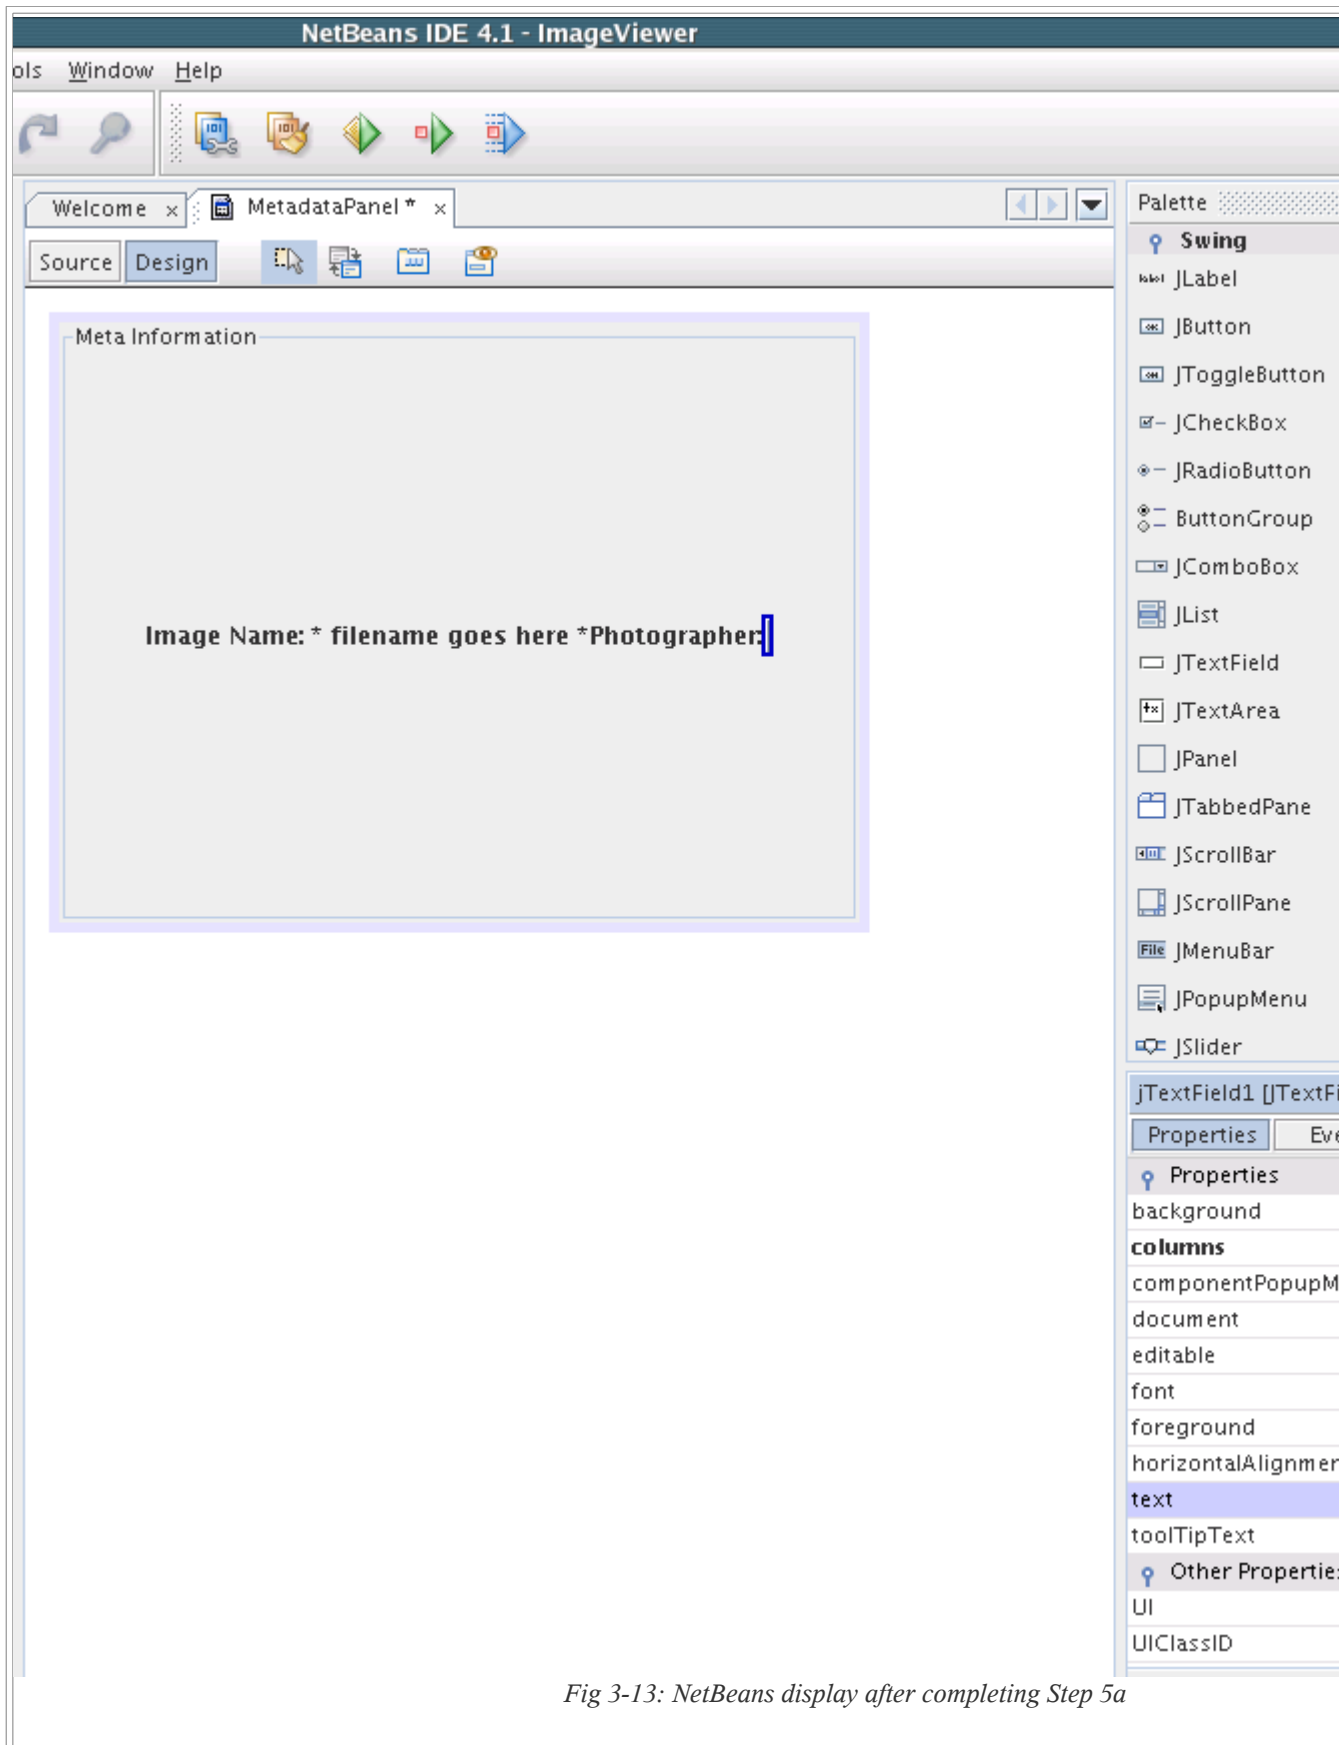 NetBeans IDE 4.1 - ImageViewer
ols Window Help
Welcome x MetadataPanel * x
Source Design
Meta Information
Image Name: * filename goes here *Photographer:
Palette
Swing
JLabel
JButton
JToggleButton
JCheckBox
JRadioButton
ButtonGroup
JComboBox
JList
JTextField
JTextArea
JPanel
JTabbedPane
JScrollBar
JScrollPane
File JMenuBar
JPopupMenu
JSlider
jTextField1 [JTextFi
Properties Eve
Properties
background
columns
componentPopupM
document
editable
font
foreground
horizontalAlignmen
text
toolTipText
Other Properties
UI
UIClassID
Fig 3-13: NetBeans display after completing Step 5a